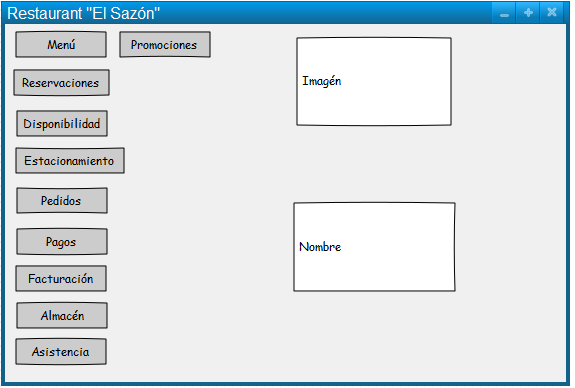 Restaurant "El Sazón"
Menú
Promociones
Imagén
Reservaciones
Disponibilidad
Estacionamiento
Pedidos
Pagos
Nombre
Facturación
Almacén
Asistencia